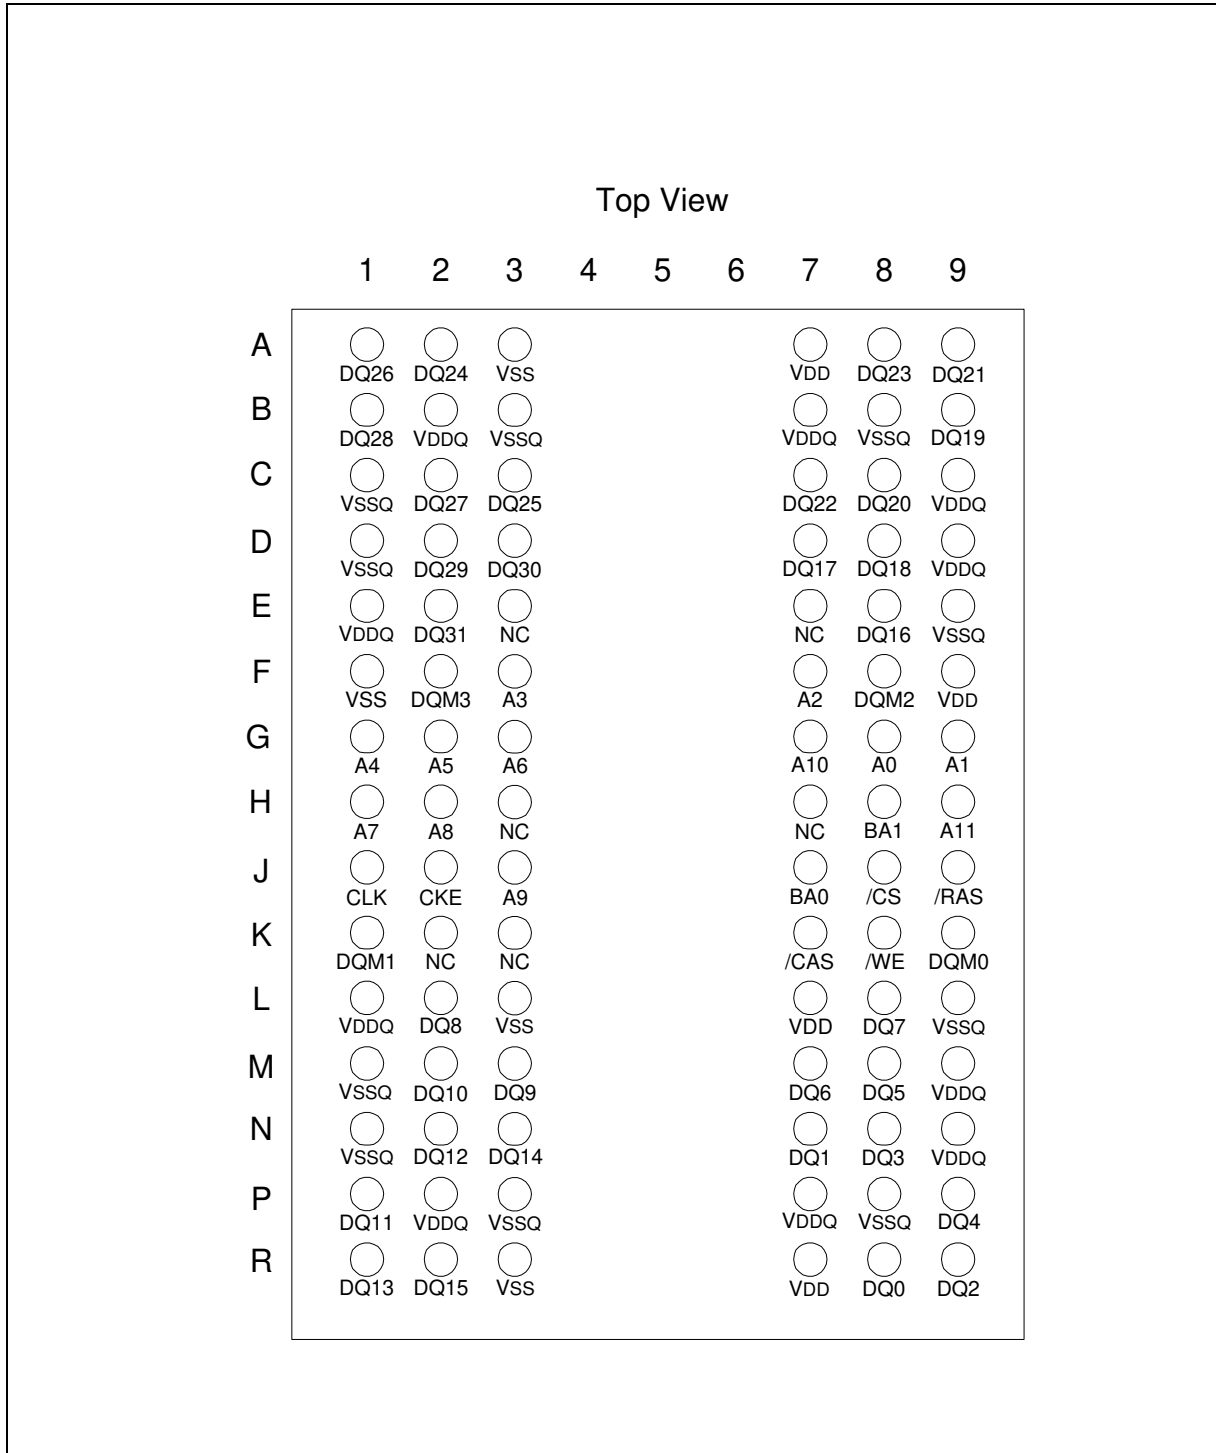 Top View
1 2 3 4 5 6 7 8 9
A
DQ26 DQ24 VSS VDD DQ23 DQ21
B
DQ28 VDDQ VSSQ VDDQ VSSQ DQ19
C
VSSQ DQ27 DQ25 DQ22 DQ20 VDDQ
D
VSSQ DQ29 DQ30 DQ17 DQ18 VDDQ
E
VDDQ DQ31 NC NC DQ16 VSSQ
F
VSS DQM3 A3 A2 DQM2 VDD
G
A4 A5 A6 A10 A0 A1
H
A7 A8 NC NC BA1 A11
J
CLK CKE A9 BA0 /CS /RAS
K
DQM1 NC NC /CAS /WE DQM0
L
VDDQ DQ8 VSS VDD DQ7 VSSQ
M
VSSQ DQ10 DQ9 DQ6 DQ5 VDDQ
N
VSSQ DQ12 DQ14 DQ1 DQ3 VDDQ
P
DQ11 VDDQ VSSQ VDDQ VSSQ DQ4
R
DQ13 DQ15 VSS VDD DQ0 DQ2